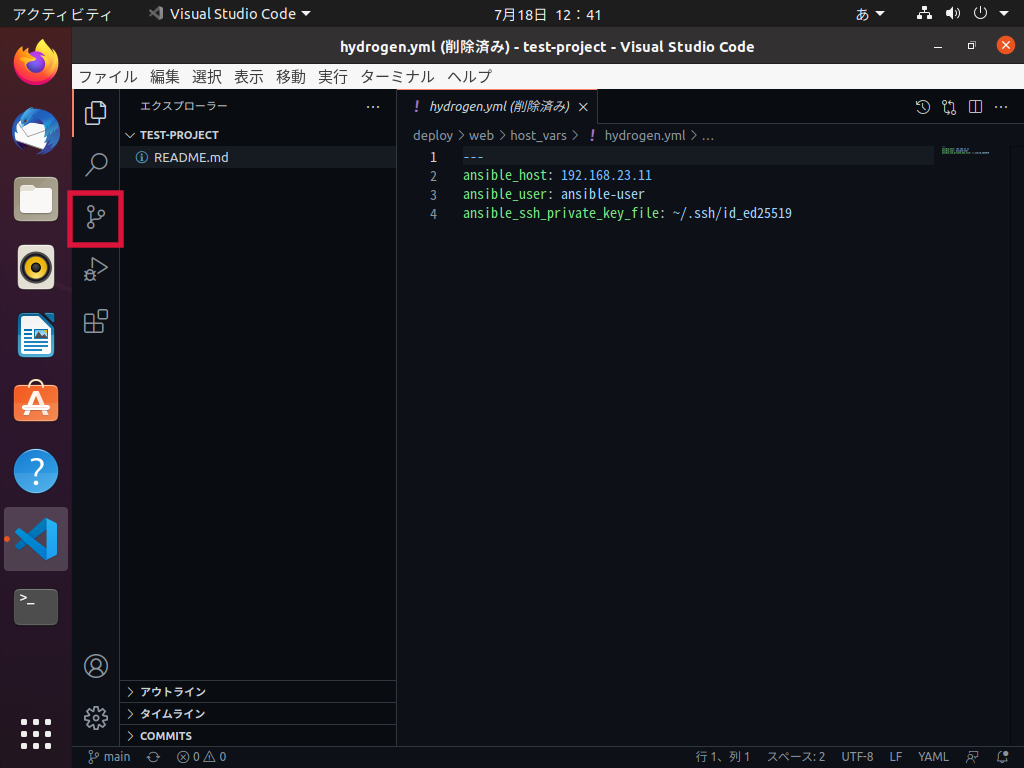 アクティビティ
Visual Studio Code
7月18日 12：41
あ
hydrogen.yml (削除済み) - test-project - Visual Studio Code
ファイル 編集 選択 表示 移動 実行 ターミナル ヘルプ
エクスプローラー
TEST-PROJECT
README.md
アウトライン
タイムライン
COMMITS
! hydrogen.yml (削除済み)
deploy > web > host_vars > ! hydrogen.yml > ...
1 ---
2 ansible_host: 192.168.23.11
3 ansible_user: ansible-user
4 ansible_ssh_private_key_file: ~/.ssh/id_ed25519
main 0 0 行 1、列 1 スペース: 2 UTF-8 LF YAML